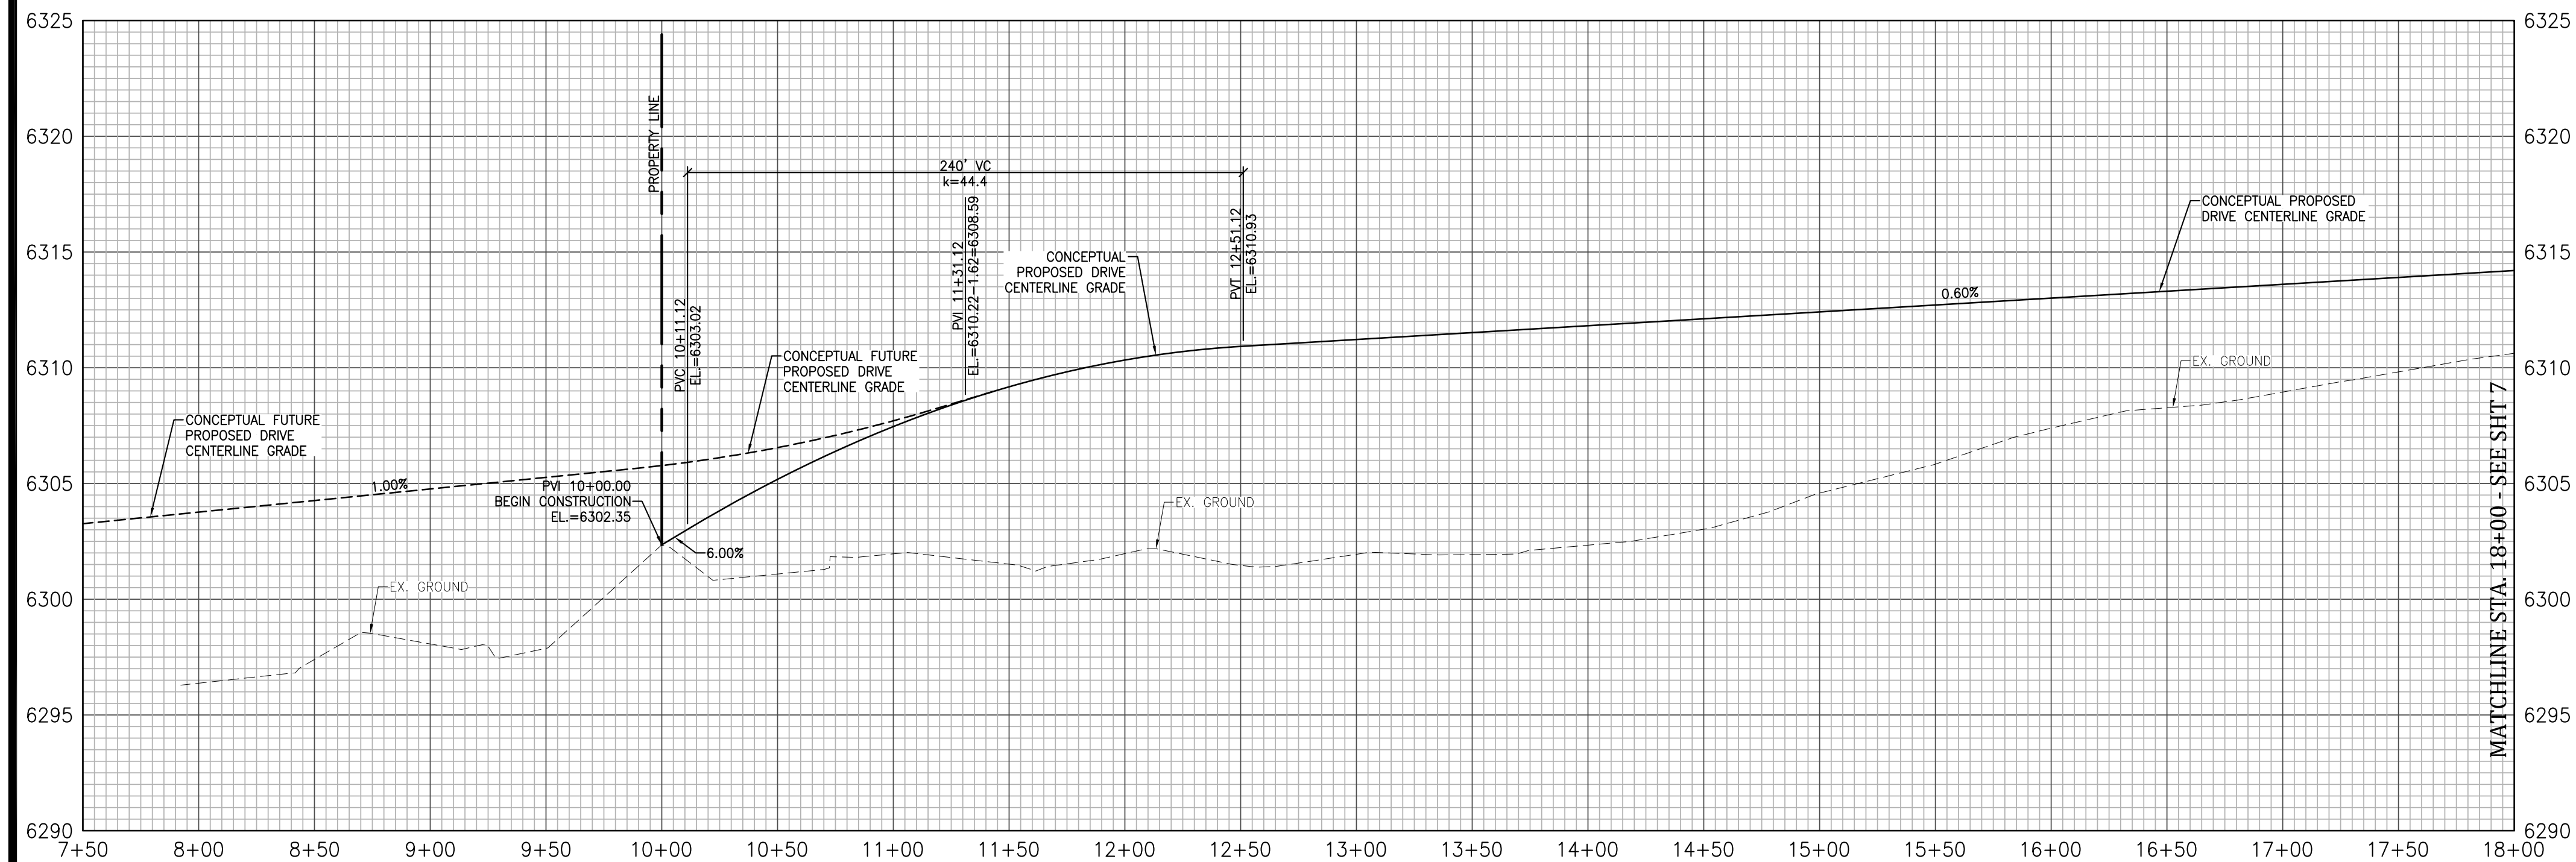 6325
6325
PROPERTY LINE
6320
6320
240' VC
k=44.4
CONCEPTUAL PROPOSED
DRIVE CENTERLINE GRADE
PVC 10+11.12
EL.=6303.02
PVI 11+31.12
EL.=6310.22-1.62=6308.59
PVT 12+51.12
EL.=6310.93
6315
6315
CONCEPTUAL
PROPOSED DRIVE
CENTERLINE GRADE
0.60%
6310
6310
CONCEPTUAL FUTURE
PROPOSED DRIVE
CENTERLINE GRADE
EX. GROUND
CONCEPTUAL FUTURE
PROPOSED DRIVE
CENTERLINE GRADE
MATCHLINE STA. 18+00 - SEE SHT 7
6305
6305
1.00%
PVI 10+00.00
BEGIN CONSTRUCTION
EL.=6302.35
EX. GROUND
6.00%
EX. GROUND
6300
6300
6295
6295
6290
6290
7+50
8+00
8+50
9+00
9+50
10+00
10+50
11+00
11+50
12+00
12+50
13+00
13+50
14+00
14+50
15+00
15+50
16+00
16+50
17+00
17+50
18+00